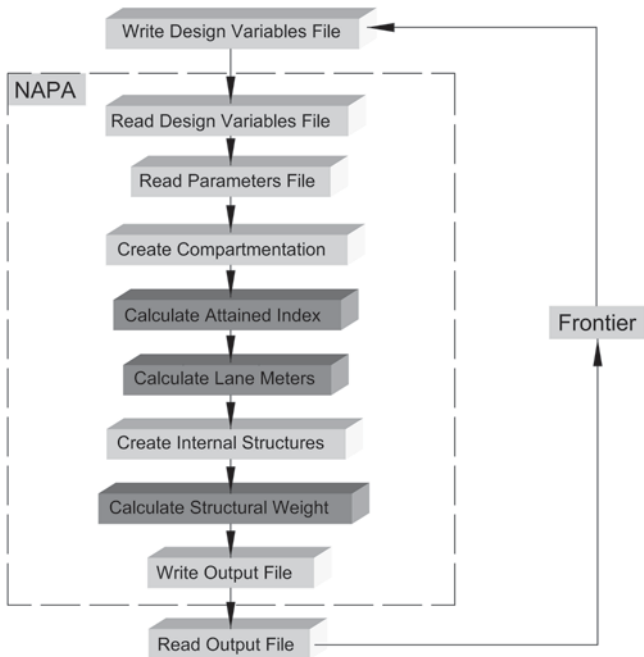 Write Design Variables File
NAPA
Read Design Variables File
Read Parameters File
Create Compartmentation
Calculate Attained Index
Calculate Lane Meters
Create Internal Structures
Calculate Structural Weight
Write Output File
Read Output File
Frontier